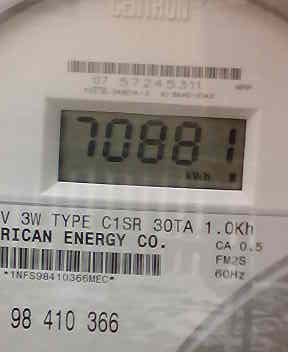 CENTRON
07 57245311
70881
kWh
V 3W TYPE C1SR 30TA 1.0Kh
RICAN ENERGY CO.
CA 0.5
FM2S
60Hz
*1NFS98410366MEC*
98 410 366